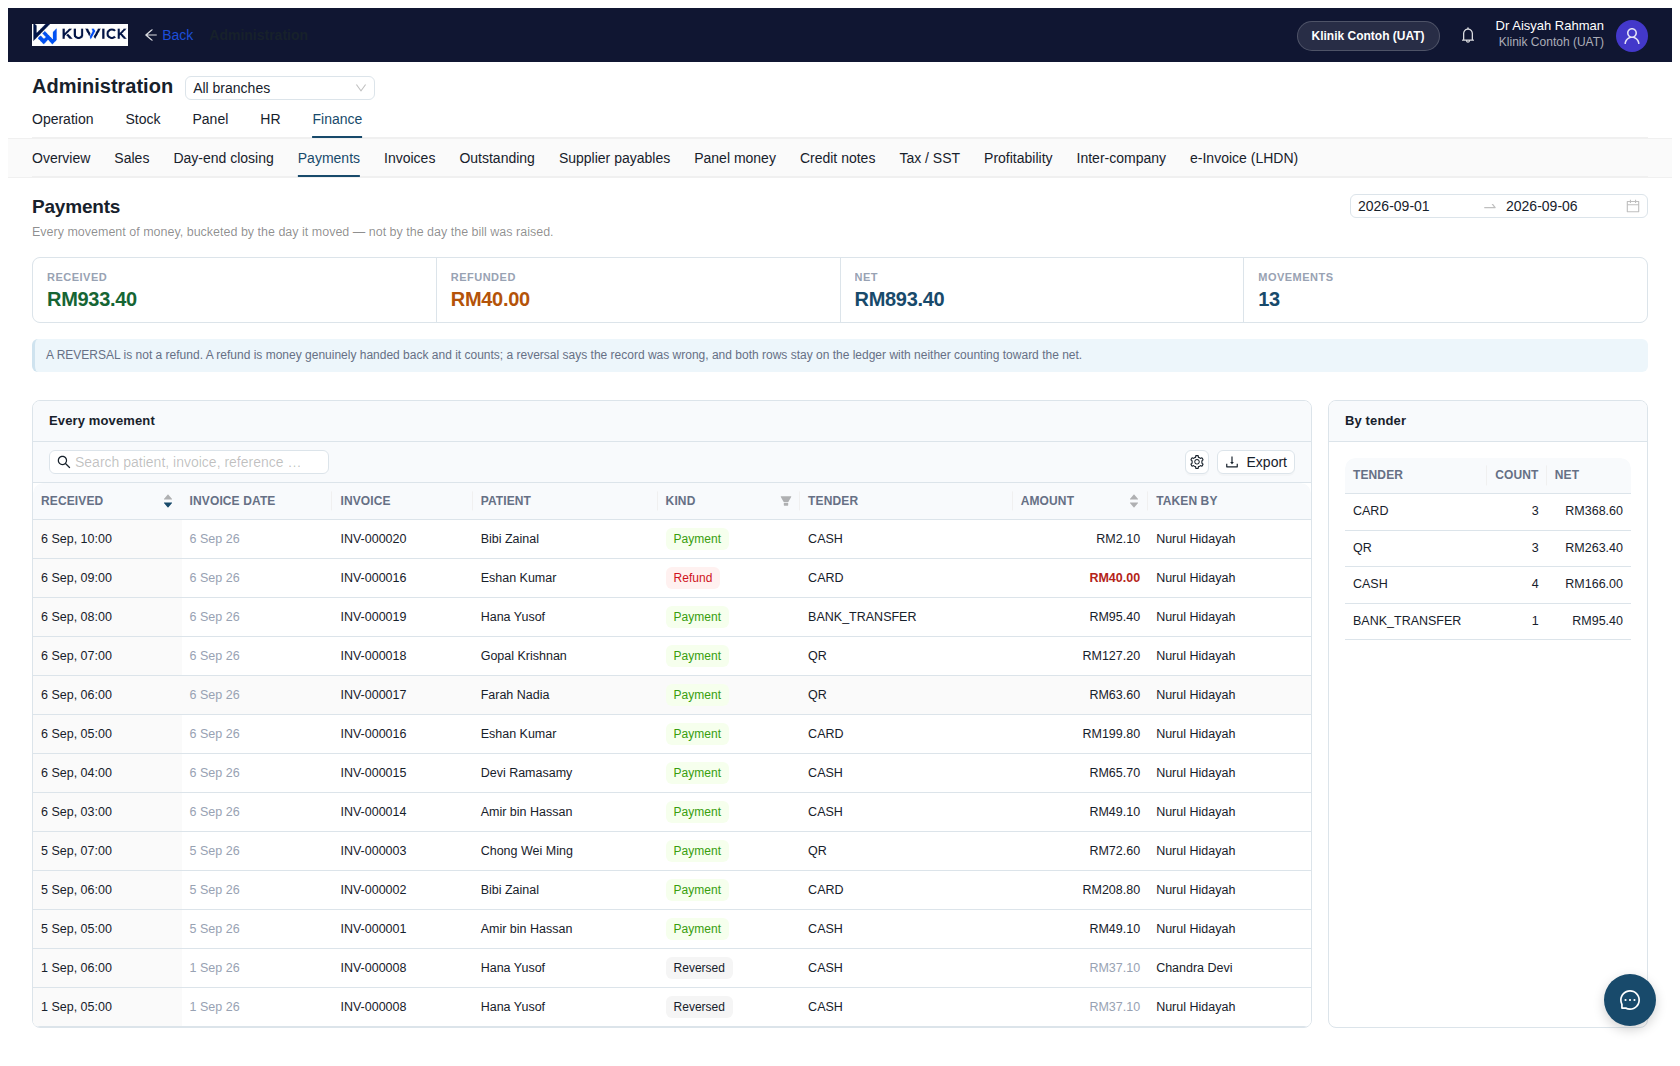 KUWICK
Back Administration
Klinik Contoh (UAT)
Dr Aisyah Rahman
Klinik Contoh (UAT)
Administration
All branches
Operation Stock Panel HR Finance
Overview Sales Day-end closing Payments Invoices Outstanding Supplier payables Panel money Credit notes Tax / SST Profitability Inter-company e-Invoice (LHDN)
Payments
2026-09-01 2026-09-06
Every movement of money, bucketed by the day it moved — not by the day the bill was raised.
RECEIVED REFUNDED NET MOVEMENTS
RM933.40 RM40.00 RM893.40 13
A REVERSAL is not a refund. A refund is money genuinely handed back and it counts; a reversal says the record was wrong, and both rows stay on the ledger with neither counting toward the net.
Every movement
Search patient, invoice, reference …
Export
RECEIVED INVOICE DATE INVOICE PATIENT KIND TENDER AMOUNT TAKEN BY
6 Sep, 10:00 6 Sep 26 INV-000020 Bibi Zainal Payment CASH RM2.10 Nurul Hidayah
6 Sep, 09:00 6 Sep 26 INV-000016 Eshan Kumar Refund CARD RM40.00 Nurul Hidayah
6 Sep, 08:00 6 Sep 26 INV-000019 Hana Yusof Payment BANK_TRANSFER RM95.40 Nurul Hidayah
6 Sep, 07:00 6 Sep 26 INV-000018 Gopal Krishnan Payment QR RM127.20 Nurul Hidayah
6 Sep, 06:00 6 Sep 26 INV-000017 Farah Nadia Payment QR RM63.60 Nurul Hidayah
6 Sep, 05:00 6 Sep 26 INV-000016 Eshan Kumar Payment CARD RM199.80 Nurul Hidayah
6 Sep, 04:00 6 Sep 26 INV-000015 Devi Ramasamy Payment CASH RM65.70 Nurul Hidayah
6 Sep, 03:00 6 Sep 26 INV-000014 Amir bin Hassan Payment CASH RM49.10 Nurul Hidayah
5 Sep, 07:00 5 Sep 26 INV-000003 Chong Wei Ming Payment QR RM72.60 Nurul Hidayah
5 Sep, 06:00 5 Sep 26 INV-000002 Bibi Zainal Payment CARD RM208.80 Nurul Hidayah
5 Sep, 05:00 5 Sep 26 INV-000001 Amir bin Hassan Payment CASH RM49.10 Nurul Hidayah
1 Sep, 06:00 1 Sep 26 INV-000008 Hana Yusof Reversed CASH RM37.10 Chandra Devi
1 Sep, 05:00 1 Sep 26 INV-000008 Hana Yusof Reversed CASH RM37.10 Nurul Hidayah
By tender
TENDER COUNT NET
CARD 3 RM368.60
QR 3 RM263.40
CASH 4 RM166.00
BANK_TRANSFER 1 RM95.40